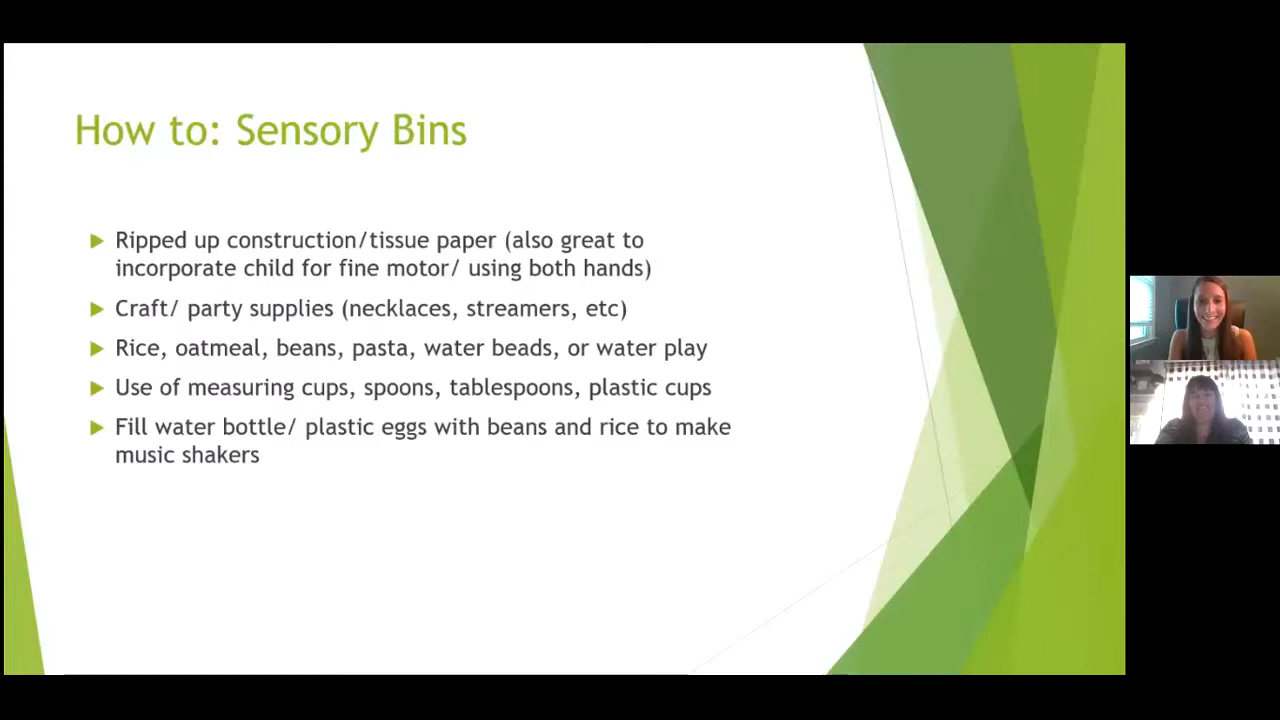 How to: Sensory Bins
Ripped up construction/tissue paper (also great to
incorporate child for fine motor/ using both hands)
Craft/ party supplies (necklaces, streamers, etc)
Rice, oatmeal, beans, pasta, water beads, or water play
Use of measuring cups, spoons, tablespoons, plastic cups
Fill water bottle/ plastic eggs with beans and rice to make
music shakers